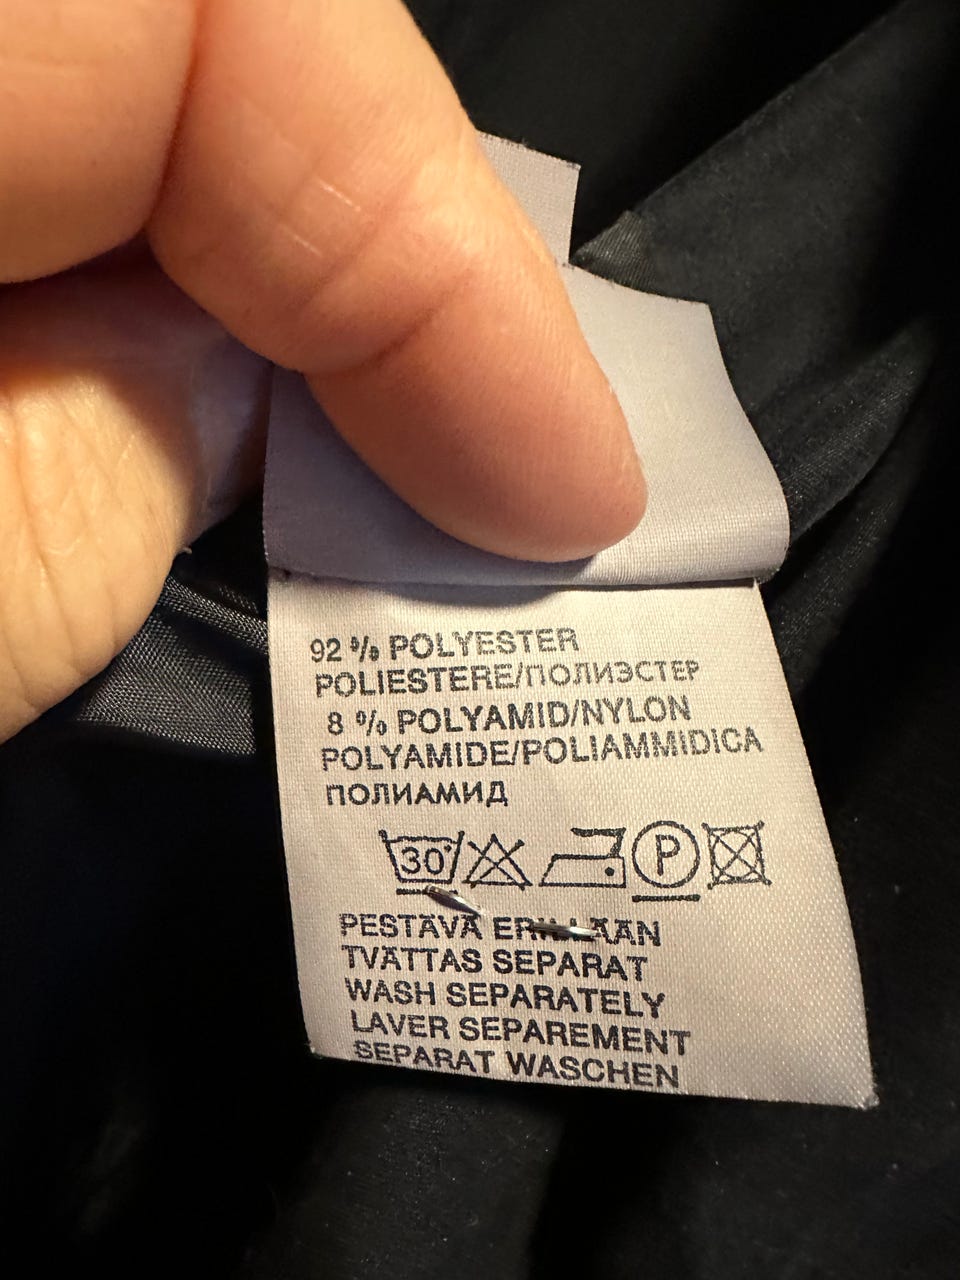 92 % POLYESTER
POLIESTERE/ПОЛИЭСТЕР
8 % POLYAMID/NYLON
POLYAMIDE/POLIAMMIDICA
ПОЛИАМИД
30° P
PESTÄVÄ ERILLÄÄN
TVÄTTAS SEPARAT
WASH SEPARATELY
LAVER SEPAREMENT
SEPARAT WASCHEN